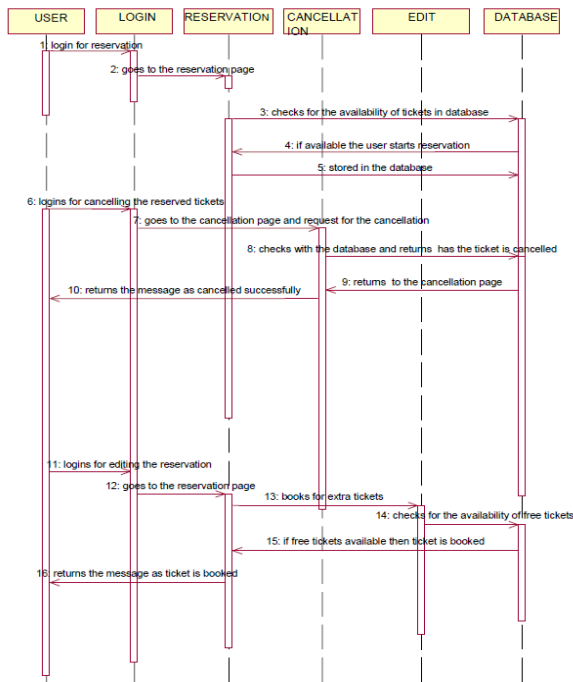 USER
LOGIN
RESERVATION
CANCELLAT
ION
EDIT
DATABASE
1: login for reservation
2: goes to the reservation page
3: checks for the availability of tickets in database
4: if available the user starts reservation
5: stored in the database
6: logins for cancelling the reserved tickets
7: goes to the cancellation page and request for the cancellation
8: checks with the database and returns has the ticket is cancelled
9: returns to the cancellation page
10: returns the message as cancelled successfully
11: logins for editing the reservation
12: goes to the reservation page
13: books for extra tickets
14: checks for the availability of free tickets
15: if free tickets available then ticket is booked
16: returns the message as ticket is booked